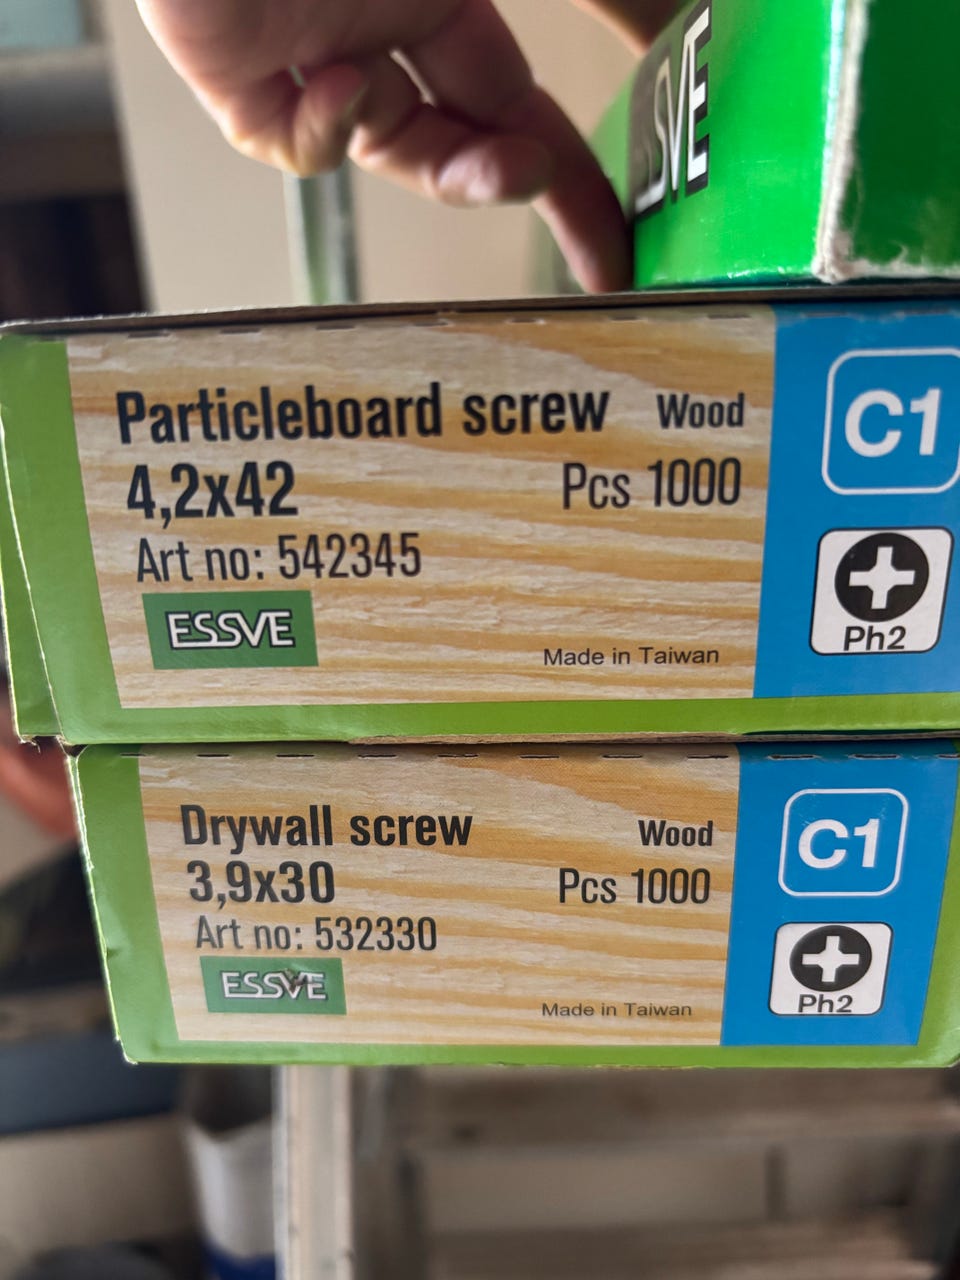 ESSVE
Particleboard screw Wood
4,2x42 Pcs 1000
Art no: 542345
ESSVE
Made in Taiwan
C1
Ph2
Drywall screw Wood
3,9x30 Pcs 1000
Art no: 532330
ESSVE
Made in Taiwan
C1
Ph2